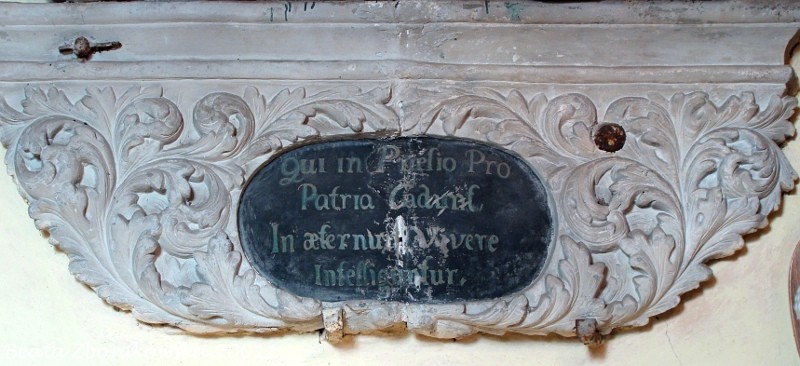 Qui in Prælio Pro
Patria Cadunt
In æternum Vivere
Intelliguntur.